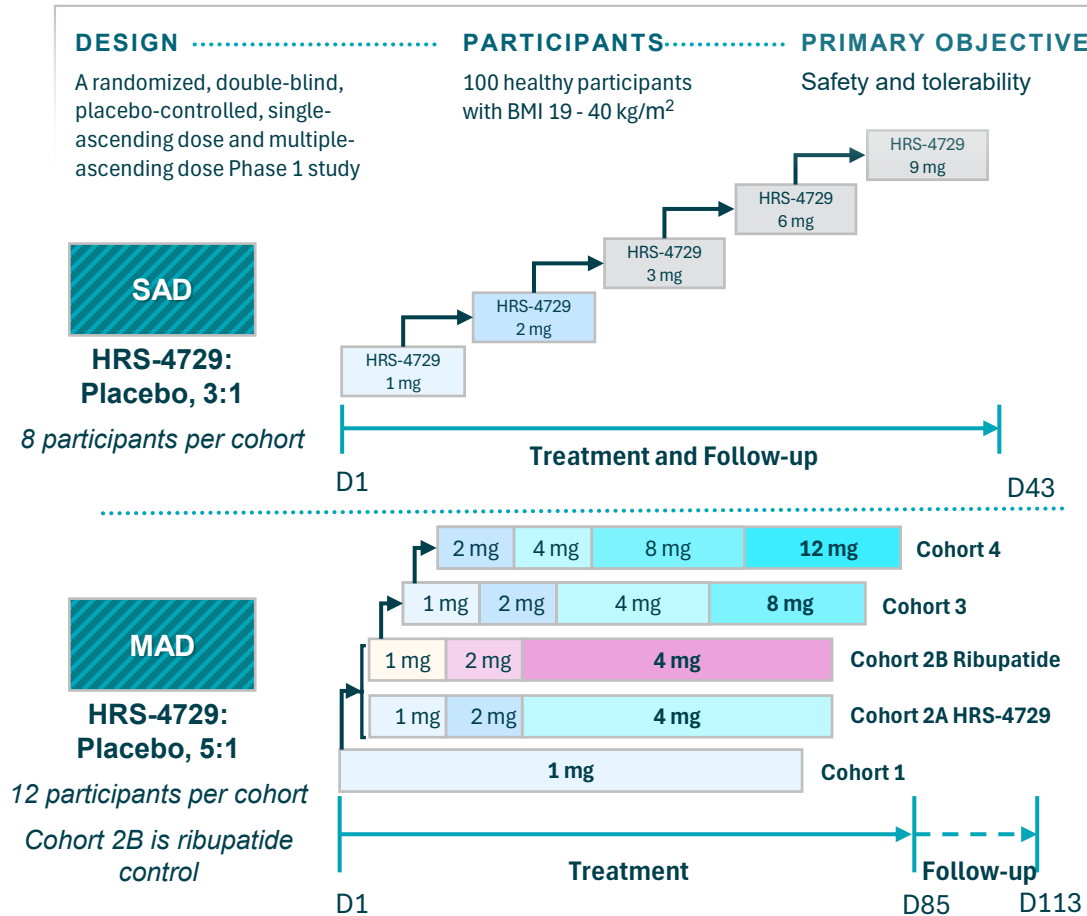 DESIGN
PARTICIPANTS
PRIMARY OBJECTIVE
A randomized, double-blind,
placebo-controlled, single-
ascending dose and multiple-
ascending dose Phase 1 study
100 healthy participants
with BMI 19 - 40 kg/m²
Safety and tolerability
HRS-4729
9 mg
HRS-4729
6 mg
HRS-4729
3 mg
HRS-4729
2 mg
HRS-4729
1 mg
SAD
HRS-4729:
Placebo, 3:1
8 participants per cohort
Treatment and Follow-up
D1
D43
2 mg 4 mg 8 mg 12 mg Cohort 4
1 mg 2 mg 4 mg 8 mg Cohort 3
1 mg 2 mg 4 mg Cohort 2B Ribupatide
1 mg 2 mg 4 mg Cohort 2A HRS-4729
1 mg Cohort 1
MAD
HRS-4729:
Placebo, 5:1
12 participants per cohort
Cohort 2B is ribupatide
control
Treatment
Follow-up
D1
D85
D113